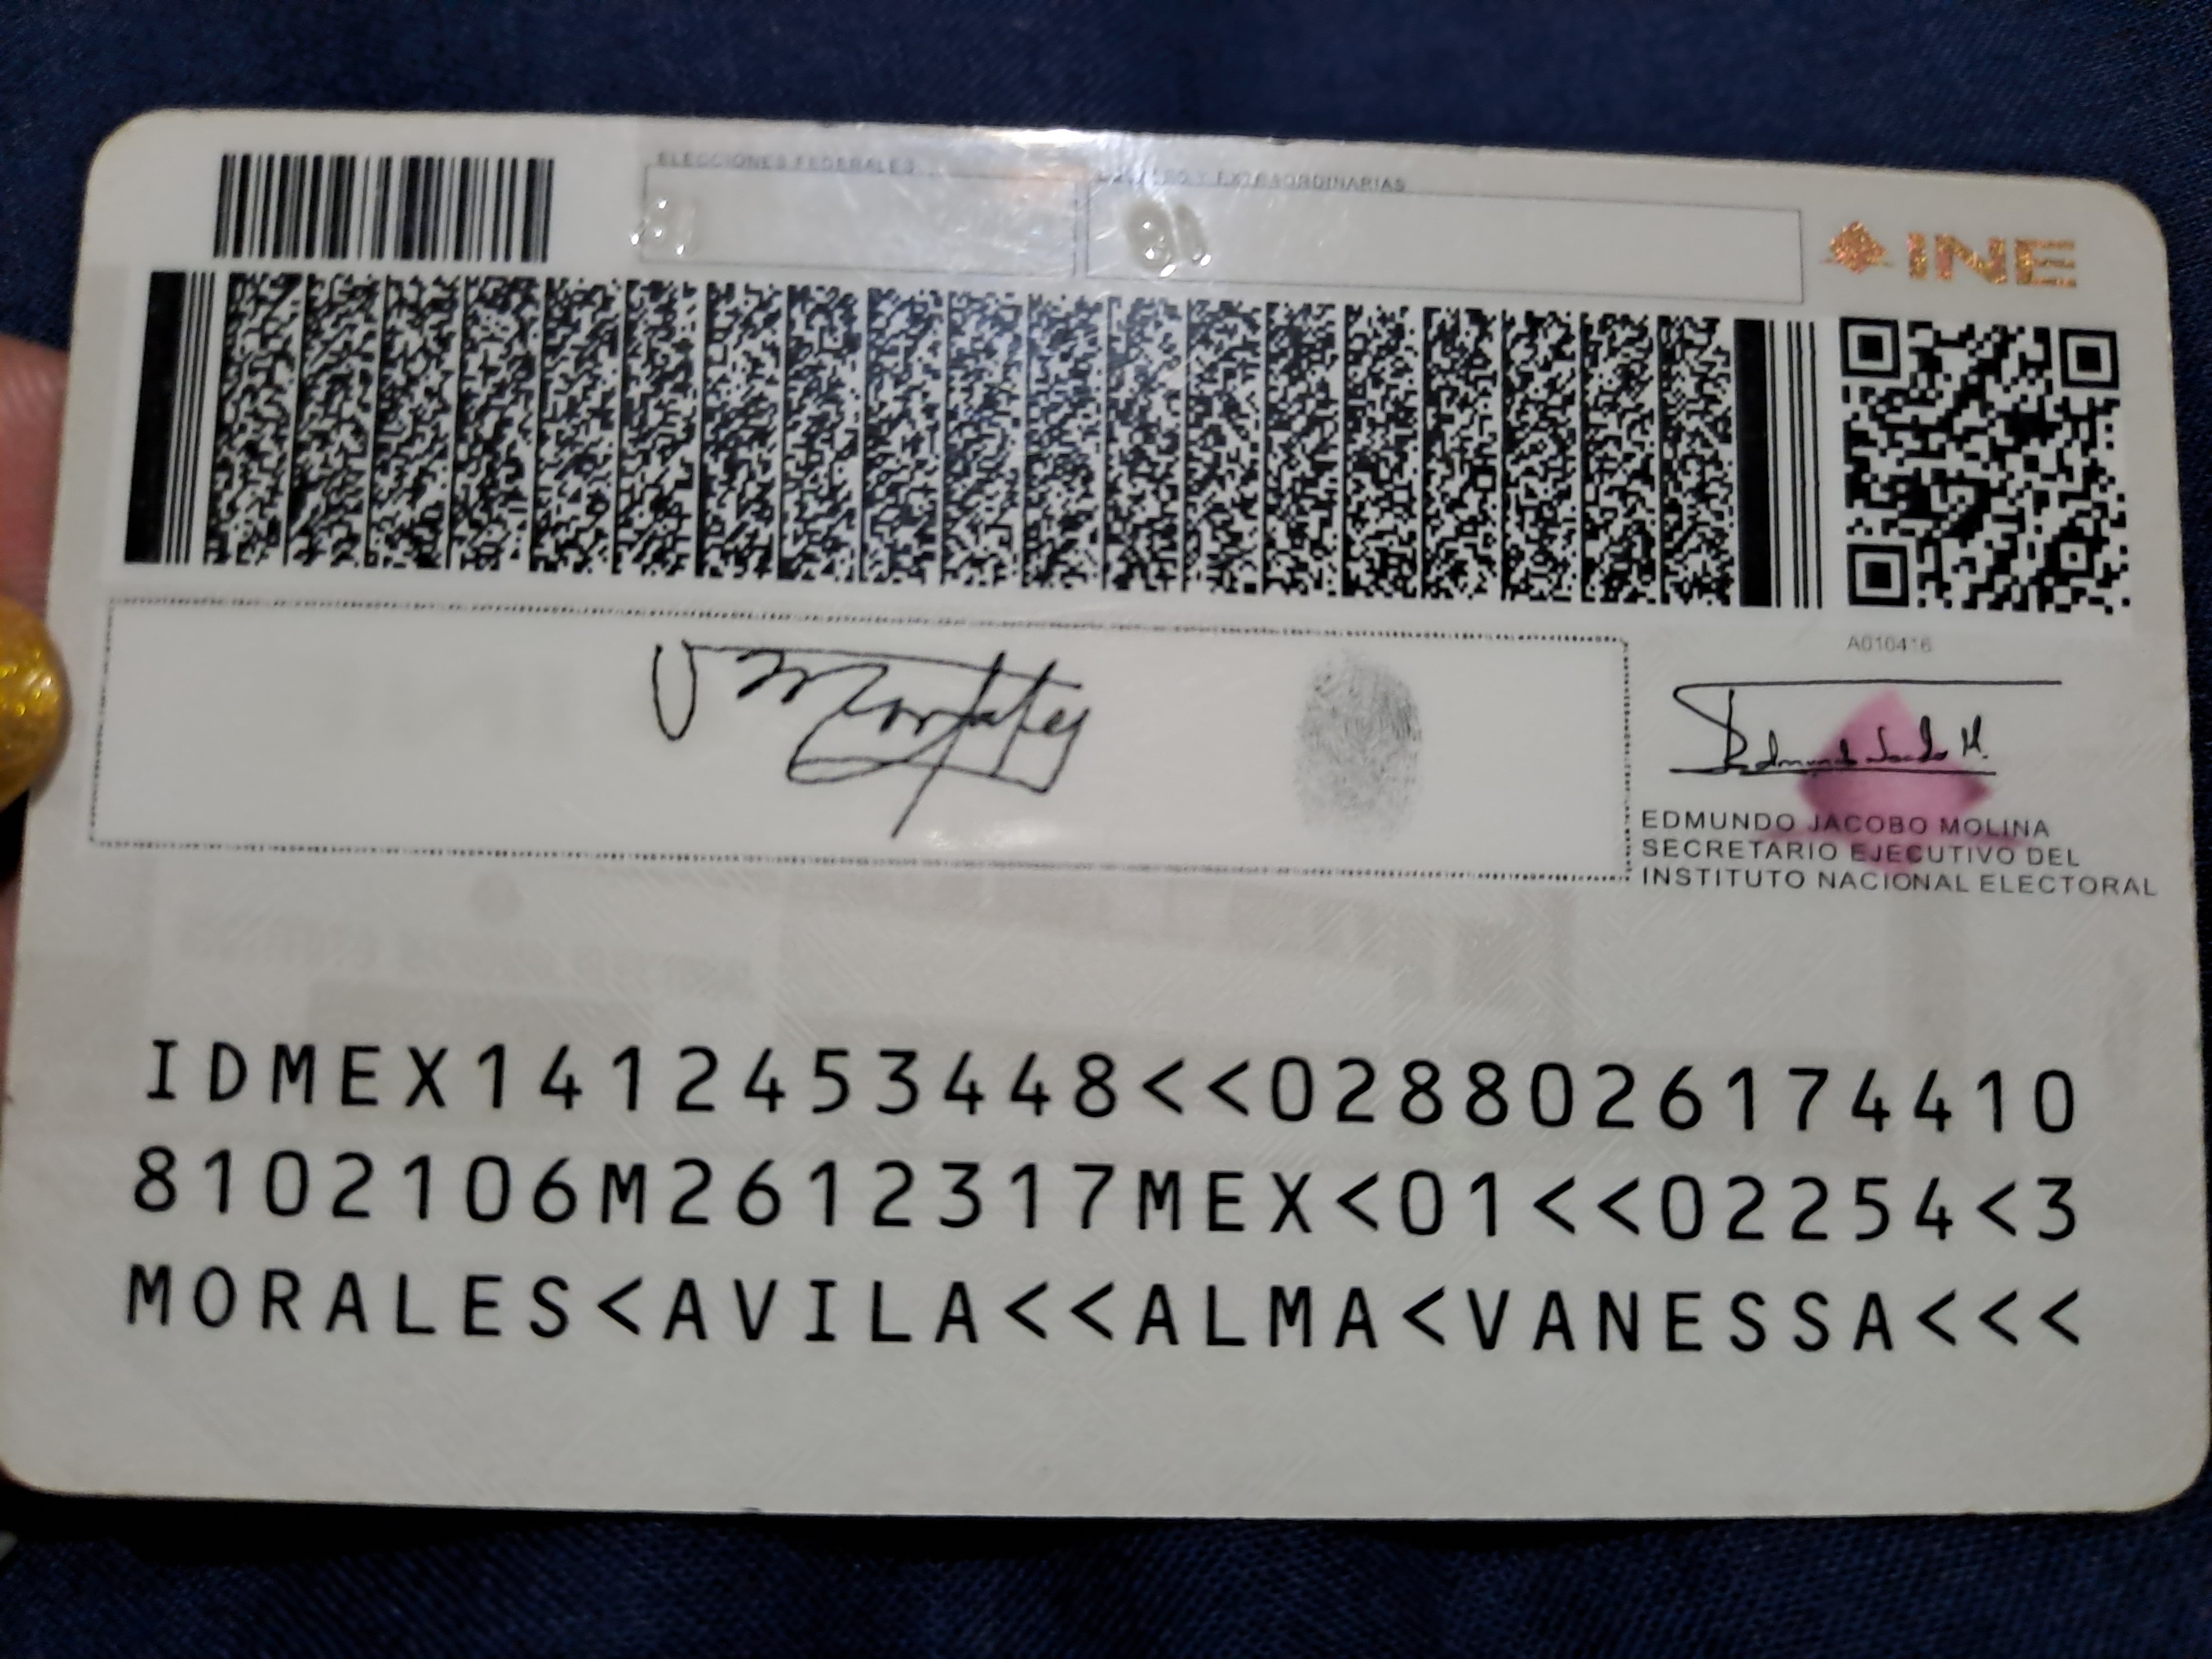 ELECCIONES FEDERALES
Y EXTRAORDINARIAS
INE
A010416
EDMUNDO JACOBO MOLINA
SECRETARIO EJECUTIVO DEL
INSTITUTO NACIONAL ELECTORAL
IDMEX1412453448<<0288026174410
8102106M2612317MEX<01<<02254<3
MORALES<AVILA<<ALMA<VANESSA<<<